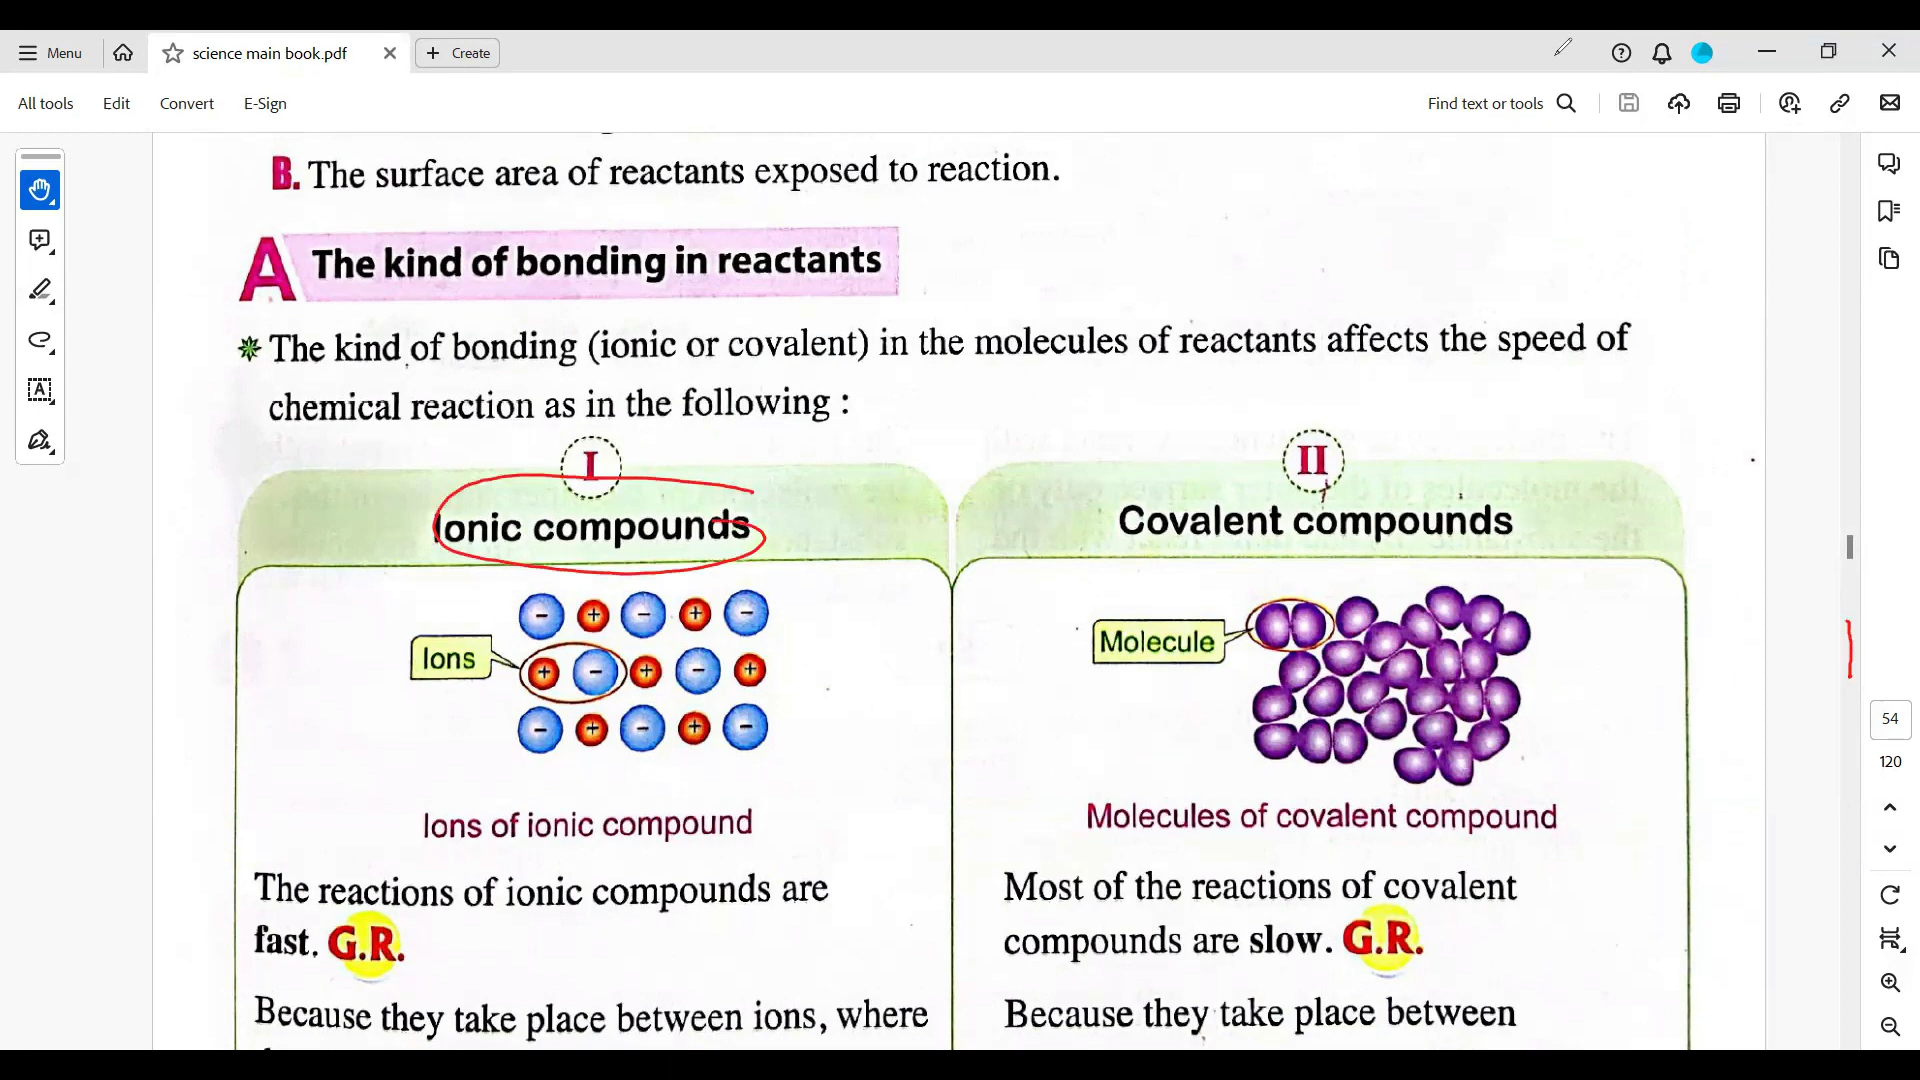 Menu
science main book.pdf
Create
All tools
Edit
Convert
E-Sign
Find text or tools
B. The surface area of reactants exposed to reaction.
A The kind of bonding in reactants
The kind of bonding (ionic or covalent) in the molecules of reactants affects the speed of
chemical reaction as in the following :
I
Ionic compounds
- + - + -
Ions
+ - + - +
- + - + -
Ions of ionic compound
The reactions of ionic compounds are
fast. G.R.
Because they take place between ions, where
II
Covalent compounds
Molecule
Molecules of covalent compound
Most of the reactions of covalent
compounds are slow. G.R.
Because they take place between
54
120